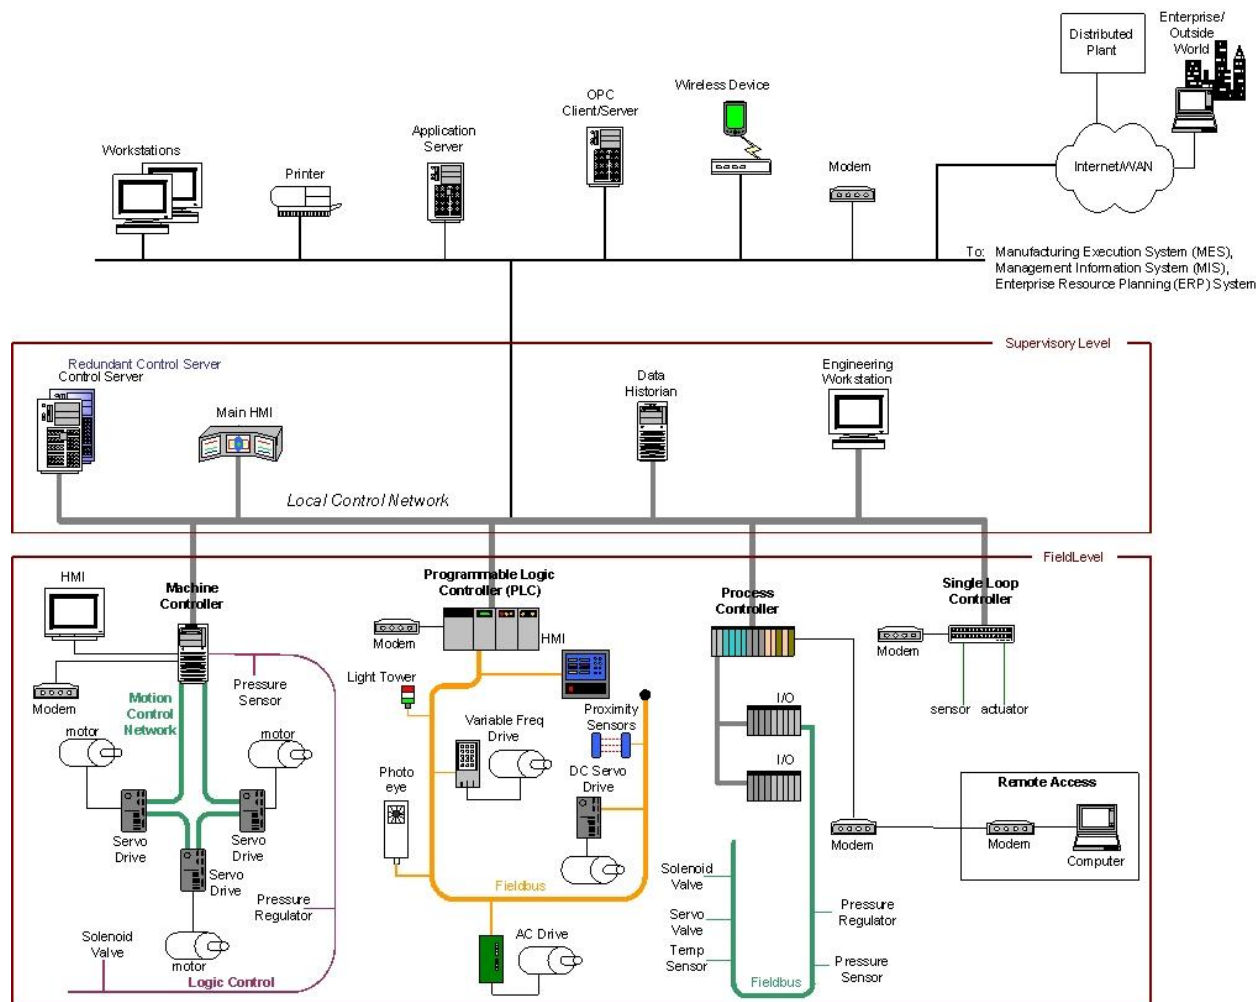 Enterprise/
Outside
World
Distributed
Plant
Wireless Device
OPC
Client/Server
Application
Server
Workstations
Printer
Modem
Internet/WAN
To: Manufacturing Execution System (MES),
Management Information System (MIS),
Enterprise Resource Planning (ERP) System
Supervisory Level
Redundant Control Server
Control Server
Main HMI
Data
Historian
Engineering
Workstation
Local Control Network
FieldLevel
HMI
Machine
Controller
Programmable Logic
Controller (PLC)
Process
Controller
Single Loop
Controller
Modem
HMI
Modem
Modem
Light Tower
Pressure
Sensor
Motion
Control
Network
motor
motor
Variable Freq
Drive
Proximity
Sensors
I/O
sensor
actuator
Photo
eye
DC Servo
Drive
I/O
Remote Access
Servo
Drive
Servo
Drive
Servo
Drive
Modem
Modem
Computer
Fieldbus
Solenoid
Valve
Pressure
Regulator
Servo
Valve
Pressure
Regulator
Solenoid
Valve
motor
AC Drive
Temp
Sensor
Pressure
Sensor
Logic Control
Fieldbus